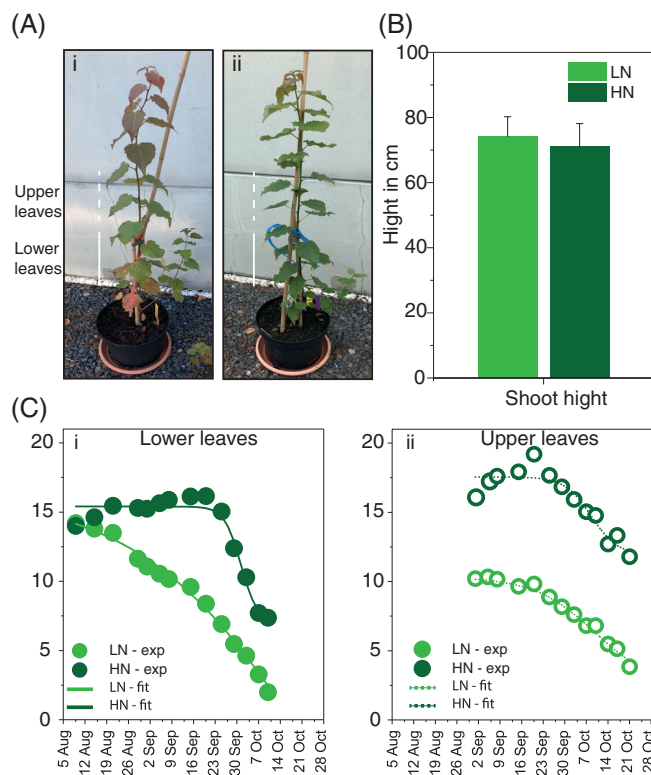 (A)
i
ii
Upper
leaves
Lower
leaves
(B)
100
80
60
40
20
0
Hight in cm
LN
HN
Shoot hight
(C)
i
Lower leaves
20
15
10
5
0
LN - exp
HN - exp
LN - fit
HN - fit
5 Aug
12 Aug
19 Aug
26 Aug
2 Sep
9 Sep
16 Sep
23 Sep
30 Sep
7 Oct
14 Oct
21 Oct
28 Oct
ii
Upper leaves
20
15
10
5
0
LN - exp
HN - exp
LN - fit
HN - fit
5 Aug
12 Aug
19 Aug
26 Aug
2 Sep
9 Sep
16 Sep
23 Sep
30 Sep
7 Oct
14 Oct
21 Oct
28 Oct